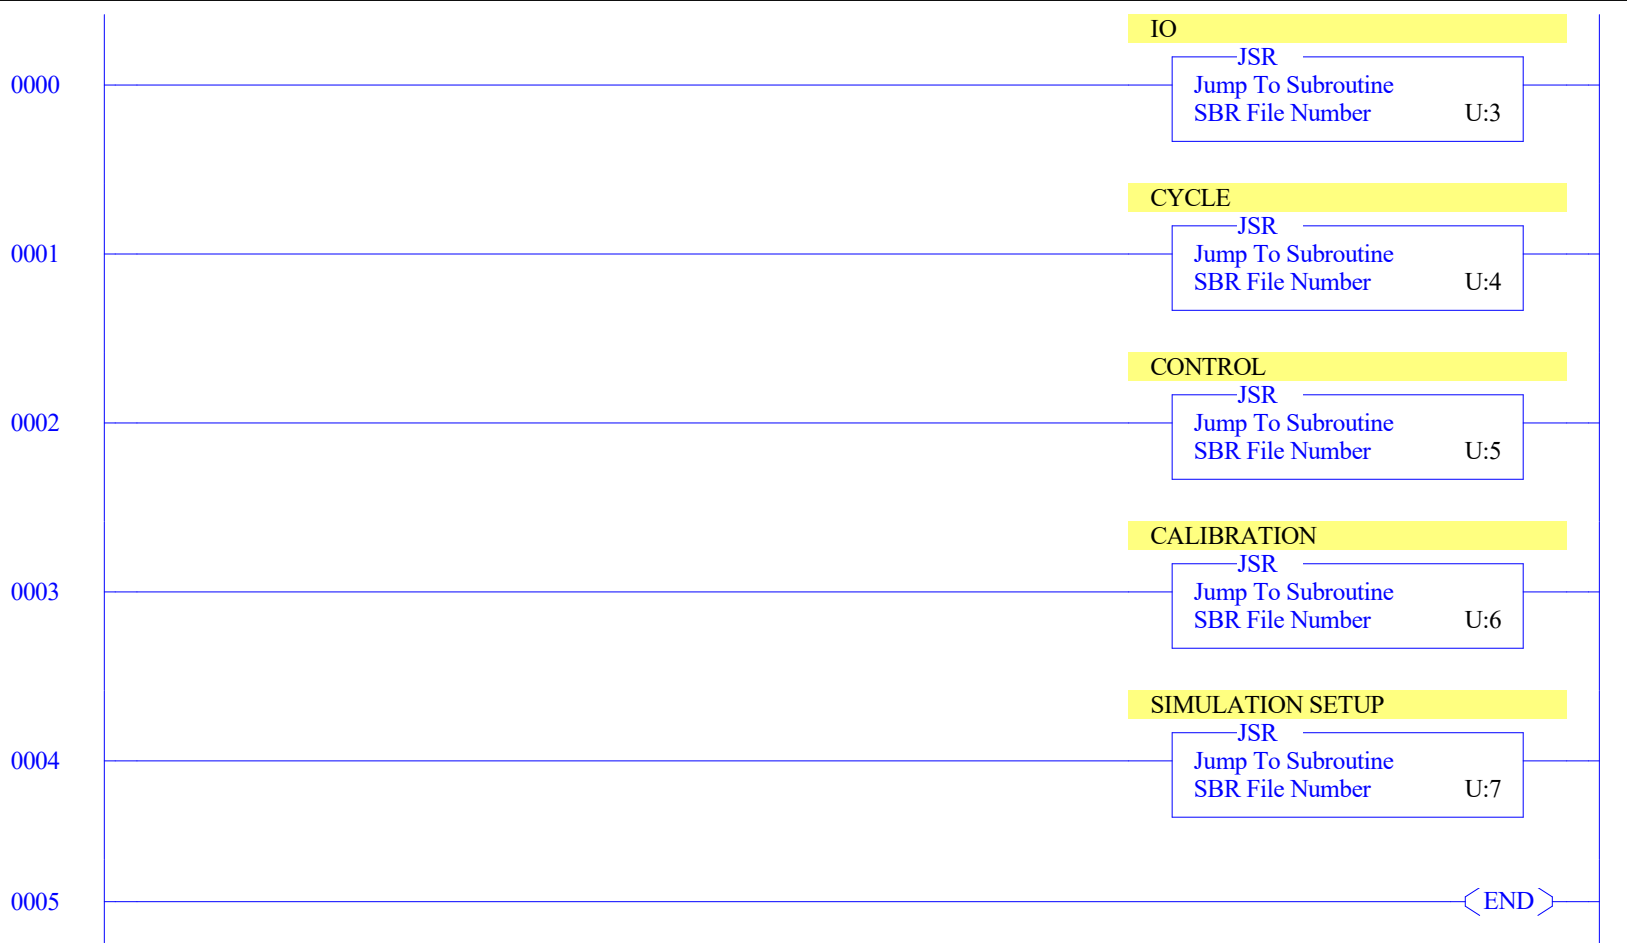 IO
JSR
0000
Jump To Subroutine
SBR File Number U:3
CYCLE
JSR
0001
Jump To Subroutine
SBR File Number U:4
CONTROL
JSR
0002
Jump To Subroutine
SBR File Number U:5
CALIBRATION
JSR
0003
Jump To Subroutine
SBR File Number U:6
SIMULATION SETUP
JSR
0004
Jump To Subroutine
SBR File Number U:7
0005
END